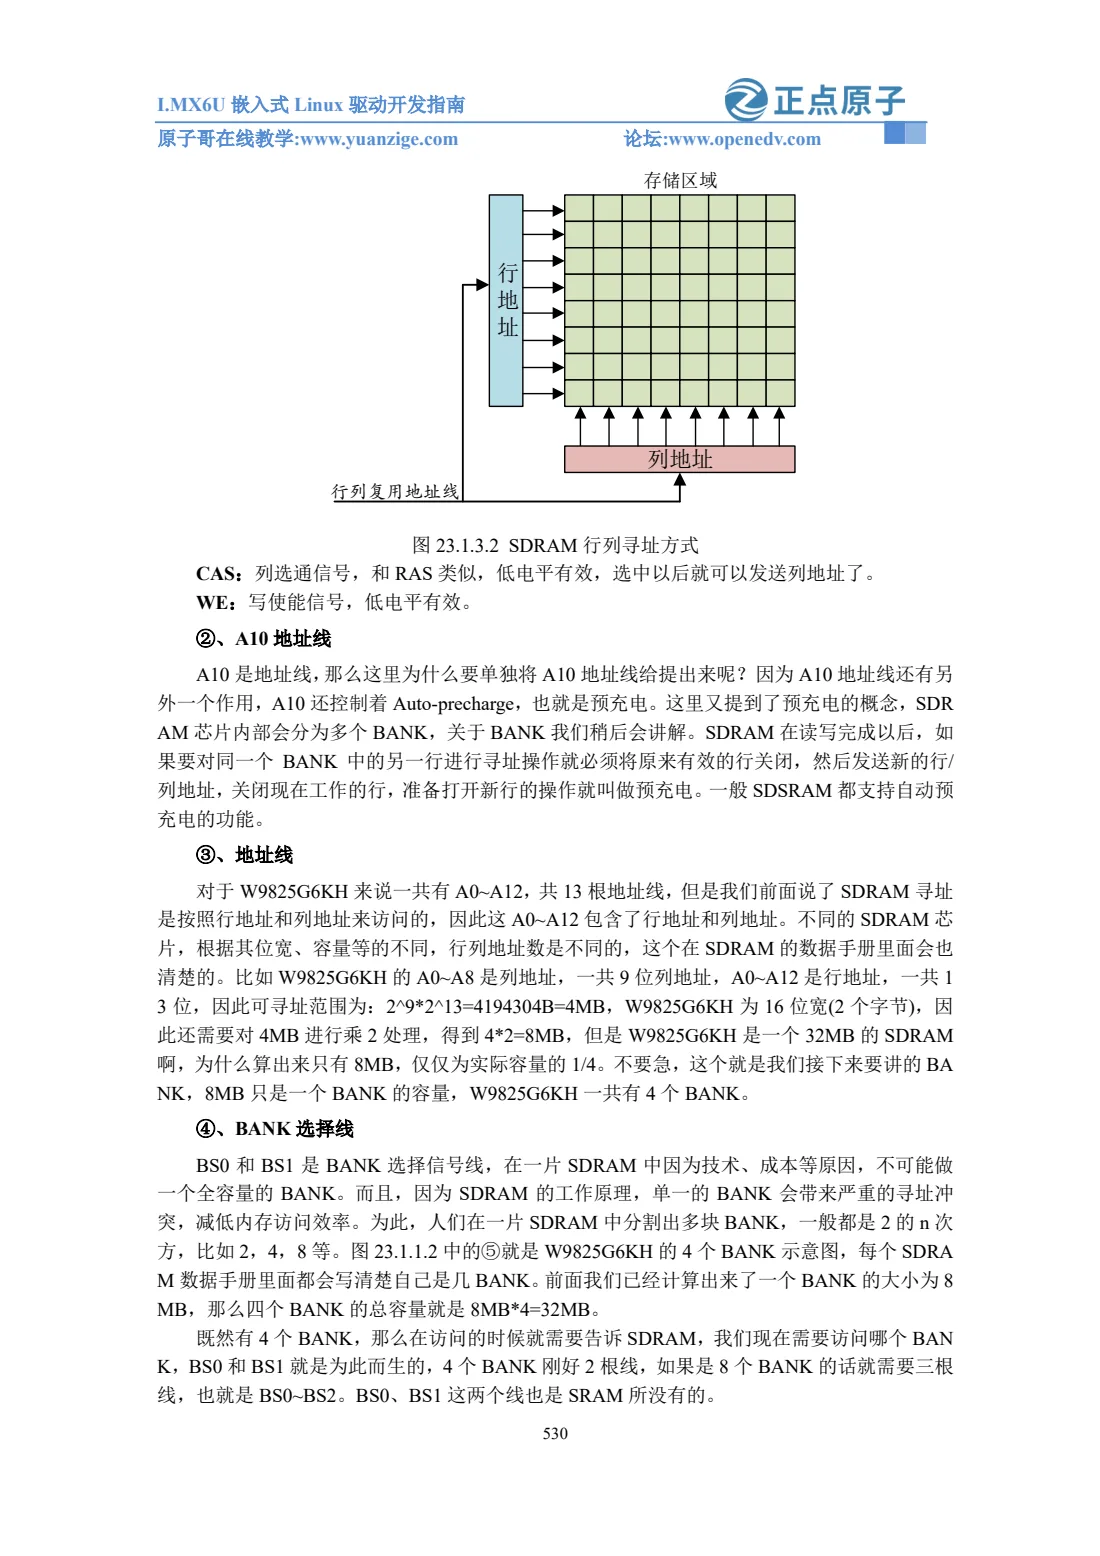 I.MX6U 嵌入式 Linux 驱动开发指南
正点原子
原子哥在线教学:www.yuanzige.com 论坛:www.openedv.com
存储区域
行地址
列地址
行列复用地址线
图 23.1.3.2 SDRAM 行列寻址方式
CAS：列选通信号，和 RAS 类似，低电平有效，选中以后就可以发送列地址了。
WE：写使能信号，低电平有效。
②、A10 地址线
A10 是地址线，那么这里为什么要单独将 A10 地址线给提出来呢？因为 A10 地址线还有另
外一个作用，A10 还控制着 Auto-precharge，也就是预充电。这里又提到了预充电的概念，SDR
AM 芯片内部会分为多个 BANK，关于 BANK 我们稍后会讲解。SDRAM 在读写完成以后，如
果要对同一个 BANK 中的另一行进行寻址操作就必须将原来有效的行关闭，然后发送新的行/
列地址，关闭现在工作的行，准备打开新行的操作就叫做预充电。一般 SDSRAM 都支持自动预
充电的功能。
③、地址线
对于 W9825G6KH 来说一共有 A0~A12，共 13 根地址线，但是我们前面说了 SDRAM 寻址
是按照行地址和列地址来访问的，因此这 A0~A12 包含了行地址和列地址。不同的 SDRAM 芯
片，根据其位宽、容量等的不同，行列地址数是不同的，这个在 SDRAM 的数据手册里面会也
清楚的。比如 W9825G6KH 的 A0~A8 是列地址，一共 9 位列地址，A0~A12 是行地址，一共 1
3 位，因此可寻址范围为：2^9*2^13=4194304B=4MB，W9825G6KH 为 16 位宽(2 个字节)，因
此还需要对 4MB 进行乘 2 处理，得到 4*2=8MB，但是 W9825G6KH 是一个 32MB 的 SDRAM
啊，为什么算出来只有 8MB，仅仅为实际容量的 1/4。不要急，这个就是我们接下来要讲的 BA
NK，8MB 只是一个 BANK 的容量，W9825G6KH 一共有 4 个 BANK。
④、BANK 选择线
BS0 和 BS1 是 BANK 选择信号线，在一片 SDRAM 中因为技术、成本等原因，不可能做
一个全容量的 BANK。而且，因为 SDRAM 的工作原理，单一的 BANK 会带来严重的寻址冲
突，减低内存访问效率。为此，人们在一片 SDRAM 中分割出多块 BANK，一般都是 2 的 n 次
方，比如 2，4，8 等。图 23.1.1.2 中的⑤就是 W9825G6KH 的 4 个 BANK 示意图，每个 SDRA
M 数据手册里面都会写清楚自己是几 BANK。前面我们已经计算出来了一个 BANK 的大小为 8
MB，那么四个 BANK 的总容量就是 8MB*4=32MB。
既然有 4 个 BANK，那么在访问的时候就需要告诉 SDRAM，我们现在需要访问哪个 BAN
K，BS0 和 BS1 就是为此而生的，4 个 BANK 刚好 2 根线，如果是 8 个 BANK 的话就需要三根
线，也就是 BS0~BS2。BS0、BS1 这两个线也是 SRAM 所没有的。
530